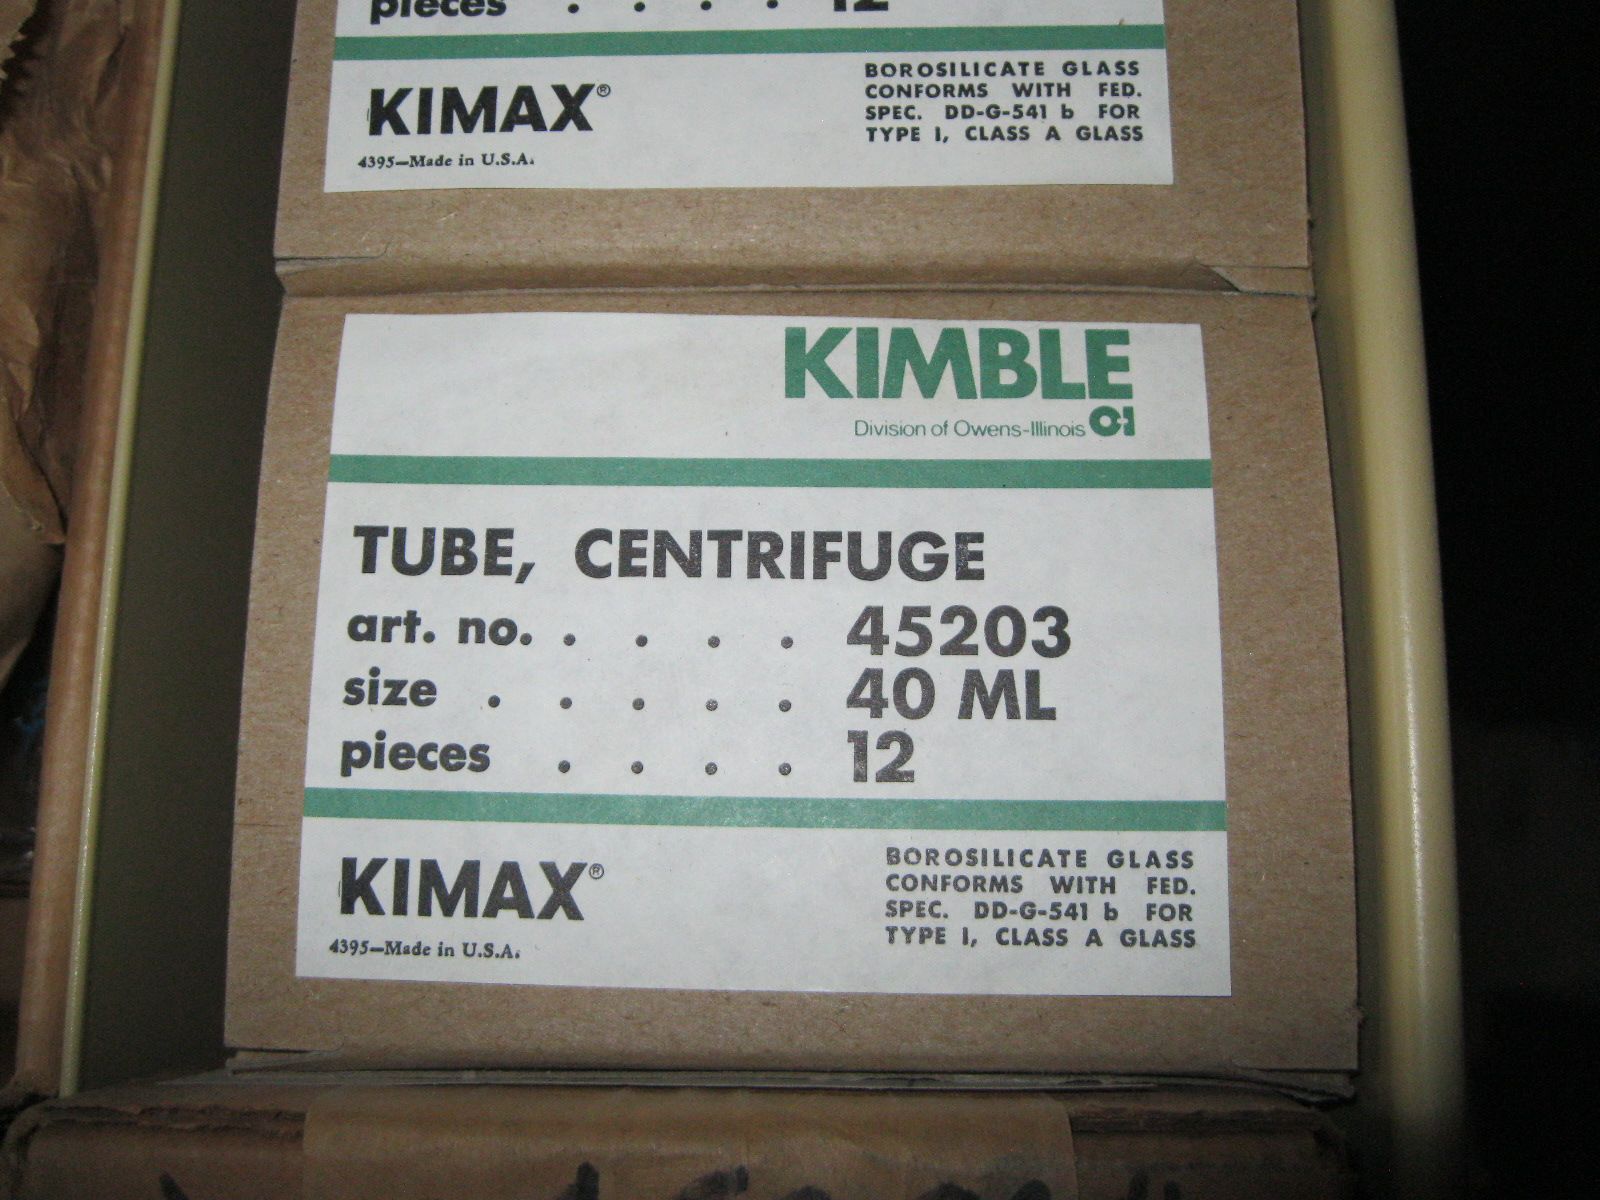 pieces . . . . 12
KIMAX®
4395—Made in U.S.A.
BOROSILICATE GLASS
CONFORMS WITH FED.
SPEC. DD-G-541 b FOR
TYPE I, CLASS A GLASS
KIMBLE
Division of Owens-Illinois O-I
TUBE, CENTRIFUGE
art. no. . . . . 45203
size . . . . . 40 ML
pieces . . . . 12
KIMAX®
4395—Made in U.S.A.
BOROSILICATE GLASS
CONFORMS WITH FED.
SPEC. DD-G-541 b FOR
TYPE I, CLASS A GLASS